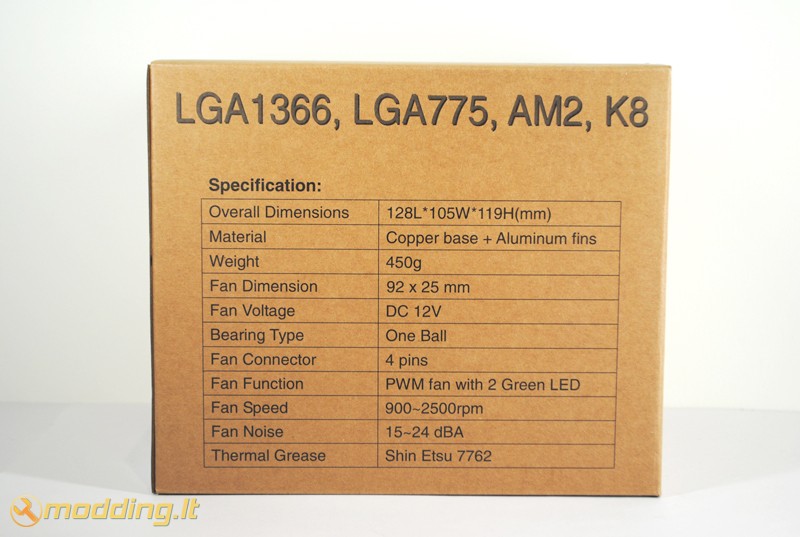 LGA1366, LGA775, AM2, K8
Specification:
Overall Dimensions 128L*105W*119H(mm)
Material Copper base + Aluminum fins
Weight 450g
Fan Dimension 92 x 25 mm
Fan Voltage DC 12V
Bearing Type One Ball
Fan Connector 4 pins
Fan Function PWM fan with 2 Green LED
Fan Speed 900~2500rpm
Fan Noise 15~24 dBA
Thermal Grease Shin Etsu 7762
modding.lt